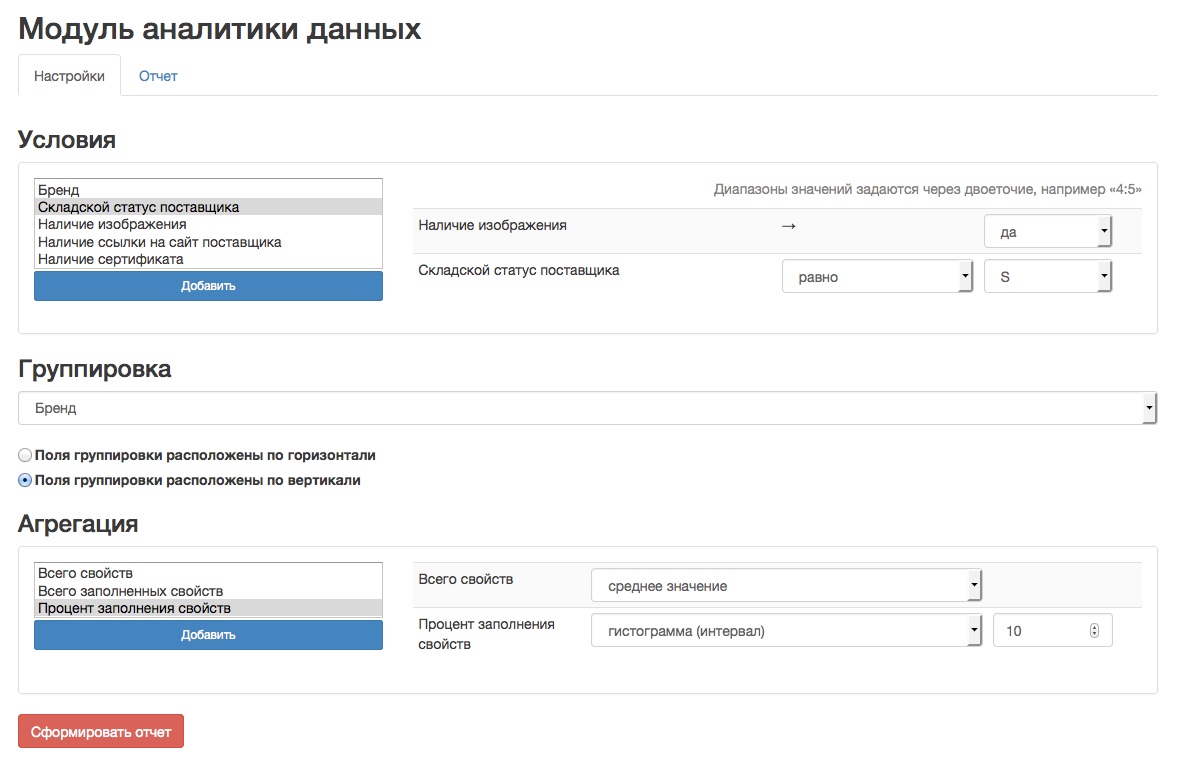 Модуль аналитики данных
Настройки
Отчет
Условия
Бренд
Складской статус поставщика
Наличие изображения
Наличие ссылки на сайт поставщика
Наличие сертификата
Добавить
Диапазоны значений задаются через двоеточие, например «4:5»
Наличие изображения → да
Складской статус поставщика равно S
Группировка
Бренд
Поля группировки расположены по горизонтали
Поля группировки расположены по вертикали
Агрегация
Всего свойств
Всего заполненных свойств
Процент заполнения свойств
Добавить
Всего свойств среднее значение
Процент заполнения
свойств
гистограмма (интервал) 10
Сформировать отчет